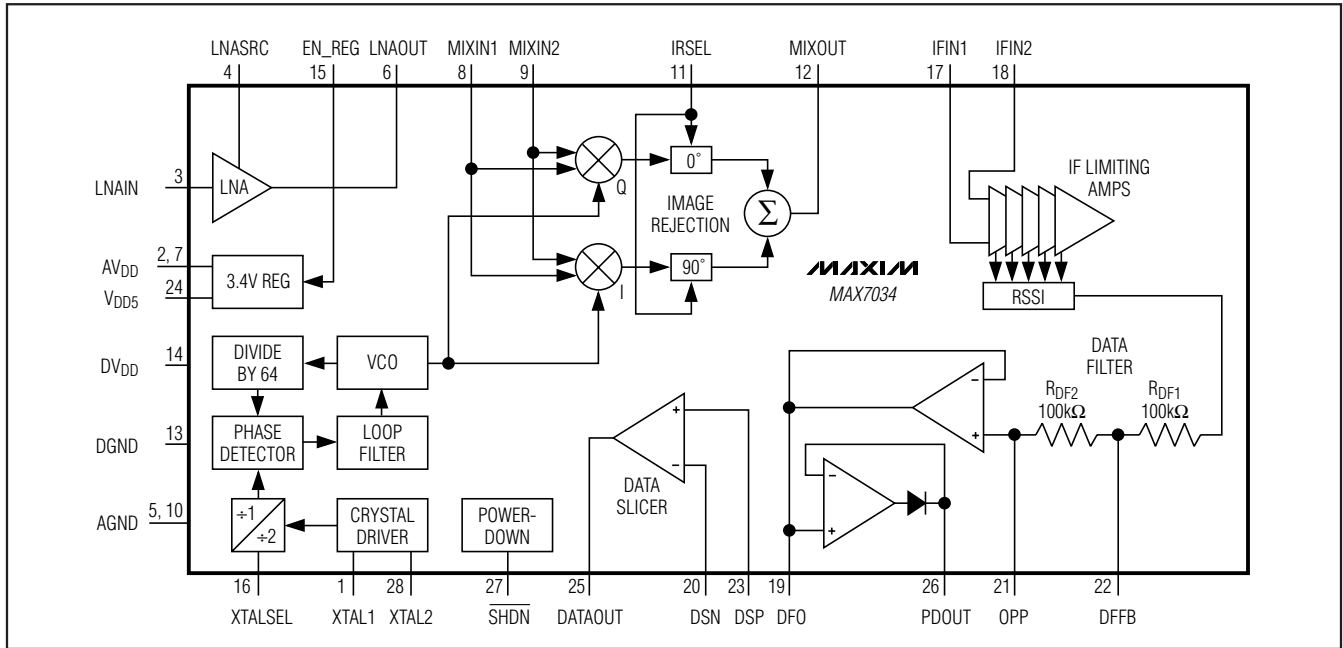 LNASRC EN_REG LNAOUT MIXIN1 MIXIN2 IRSEL MIXOUT IFIN1 IFIN2
4 15 6 8 9 11 12 17 18
LNAIN 3
LNA
Q
0°
IMAGE
REJECTION
Σ
IF LIMITING
AMPS
AVDD 2, 7
VDD5 24
3.4V REG
I
90°
MAXIM
MAX7034
RSSI
DVDD 14
DIVIDE
BY 64
VCO
DATA
FILTER
RDF2
100kΩ
RDF1
100kΩ
DGND 13
PHASE
DETECTOR
LOOP
FILTER
+
−
DATA
SLICER
−
+
−
+
AGND 5, 10
÷1
÷2
CRYSTAL
DRIVER
POWER-
DOWN
16 1 28 27 25 20 23 19 26 21 22
XTALSEL XTAL1 XTAL2 SHDN DATAOUT DSN DSP DFO PDOUT OPP DFFB